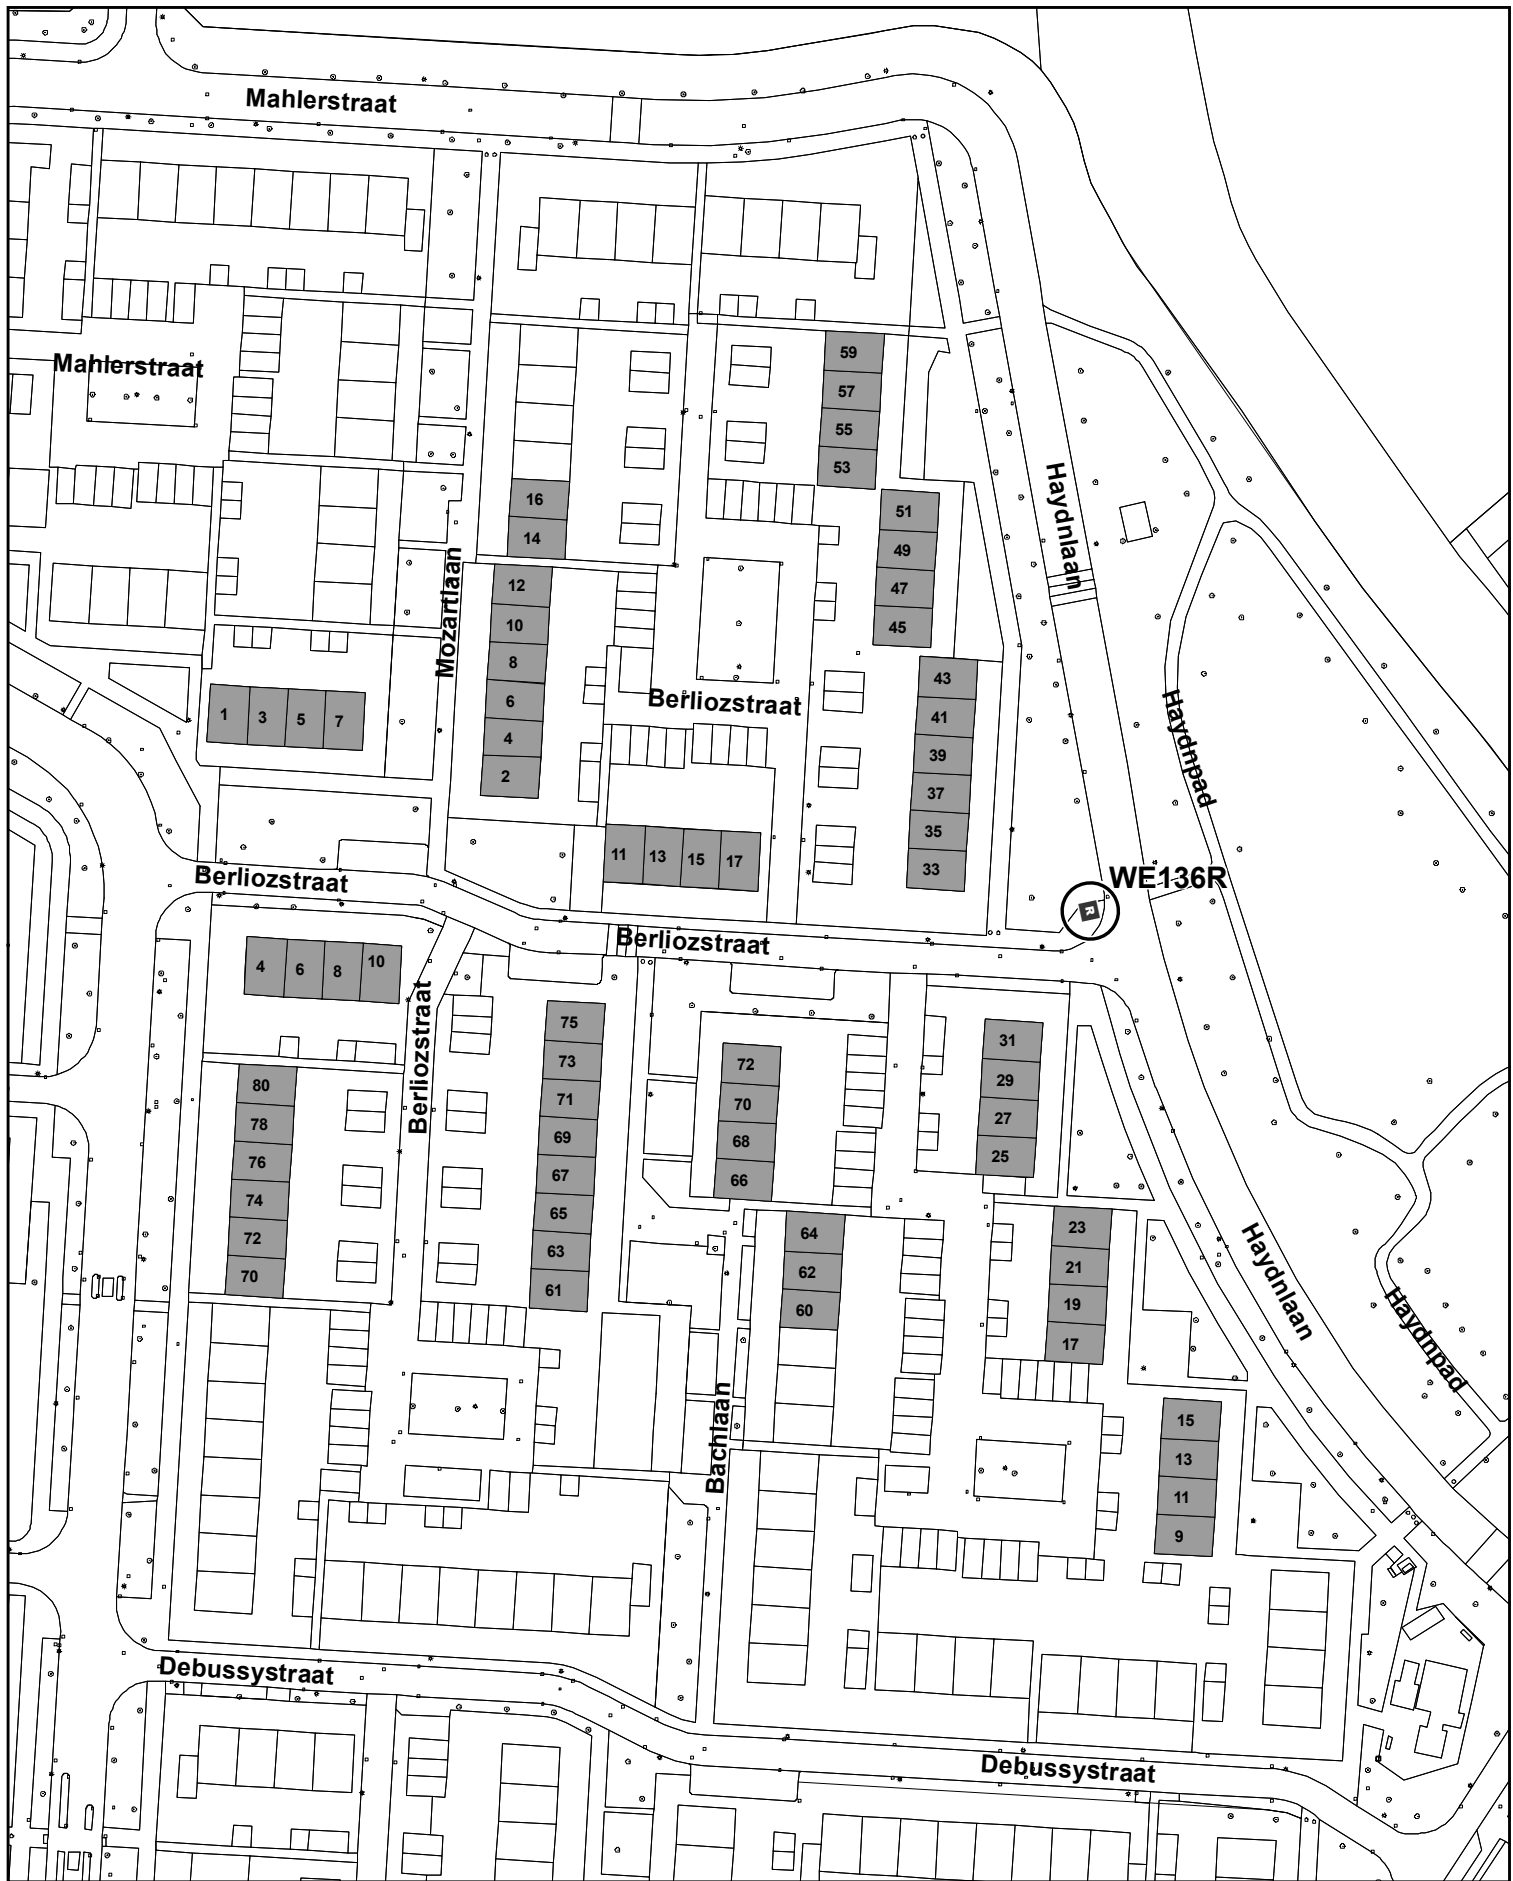 Mahlerstraat
59
Mahlerstraat
57
55
53
Haydnlaan
16
51
14
49
Mozartlaan
12
47
10
45
8
43
6
Berliozstraat
Haydnpad
1 3 5 7
41
4
39
2
37
35
11 13 15 17
33
WE136R
Berliozstraat
R
Berliozstraat
4 6 8 10
Berliozstraat
75
31
73
72
80
29
71
70
78
27
69
68
76
25
67
66
74
65
23
64
72
63
21
62
70
61
60
19
17
Haydnlaan
Haydnpad
Bachlaan
15
13
11
9
Debussystraat
Debussystraat